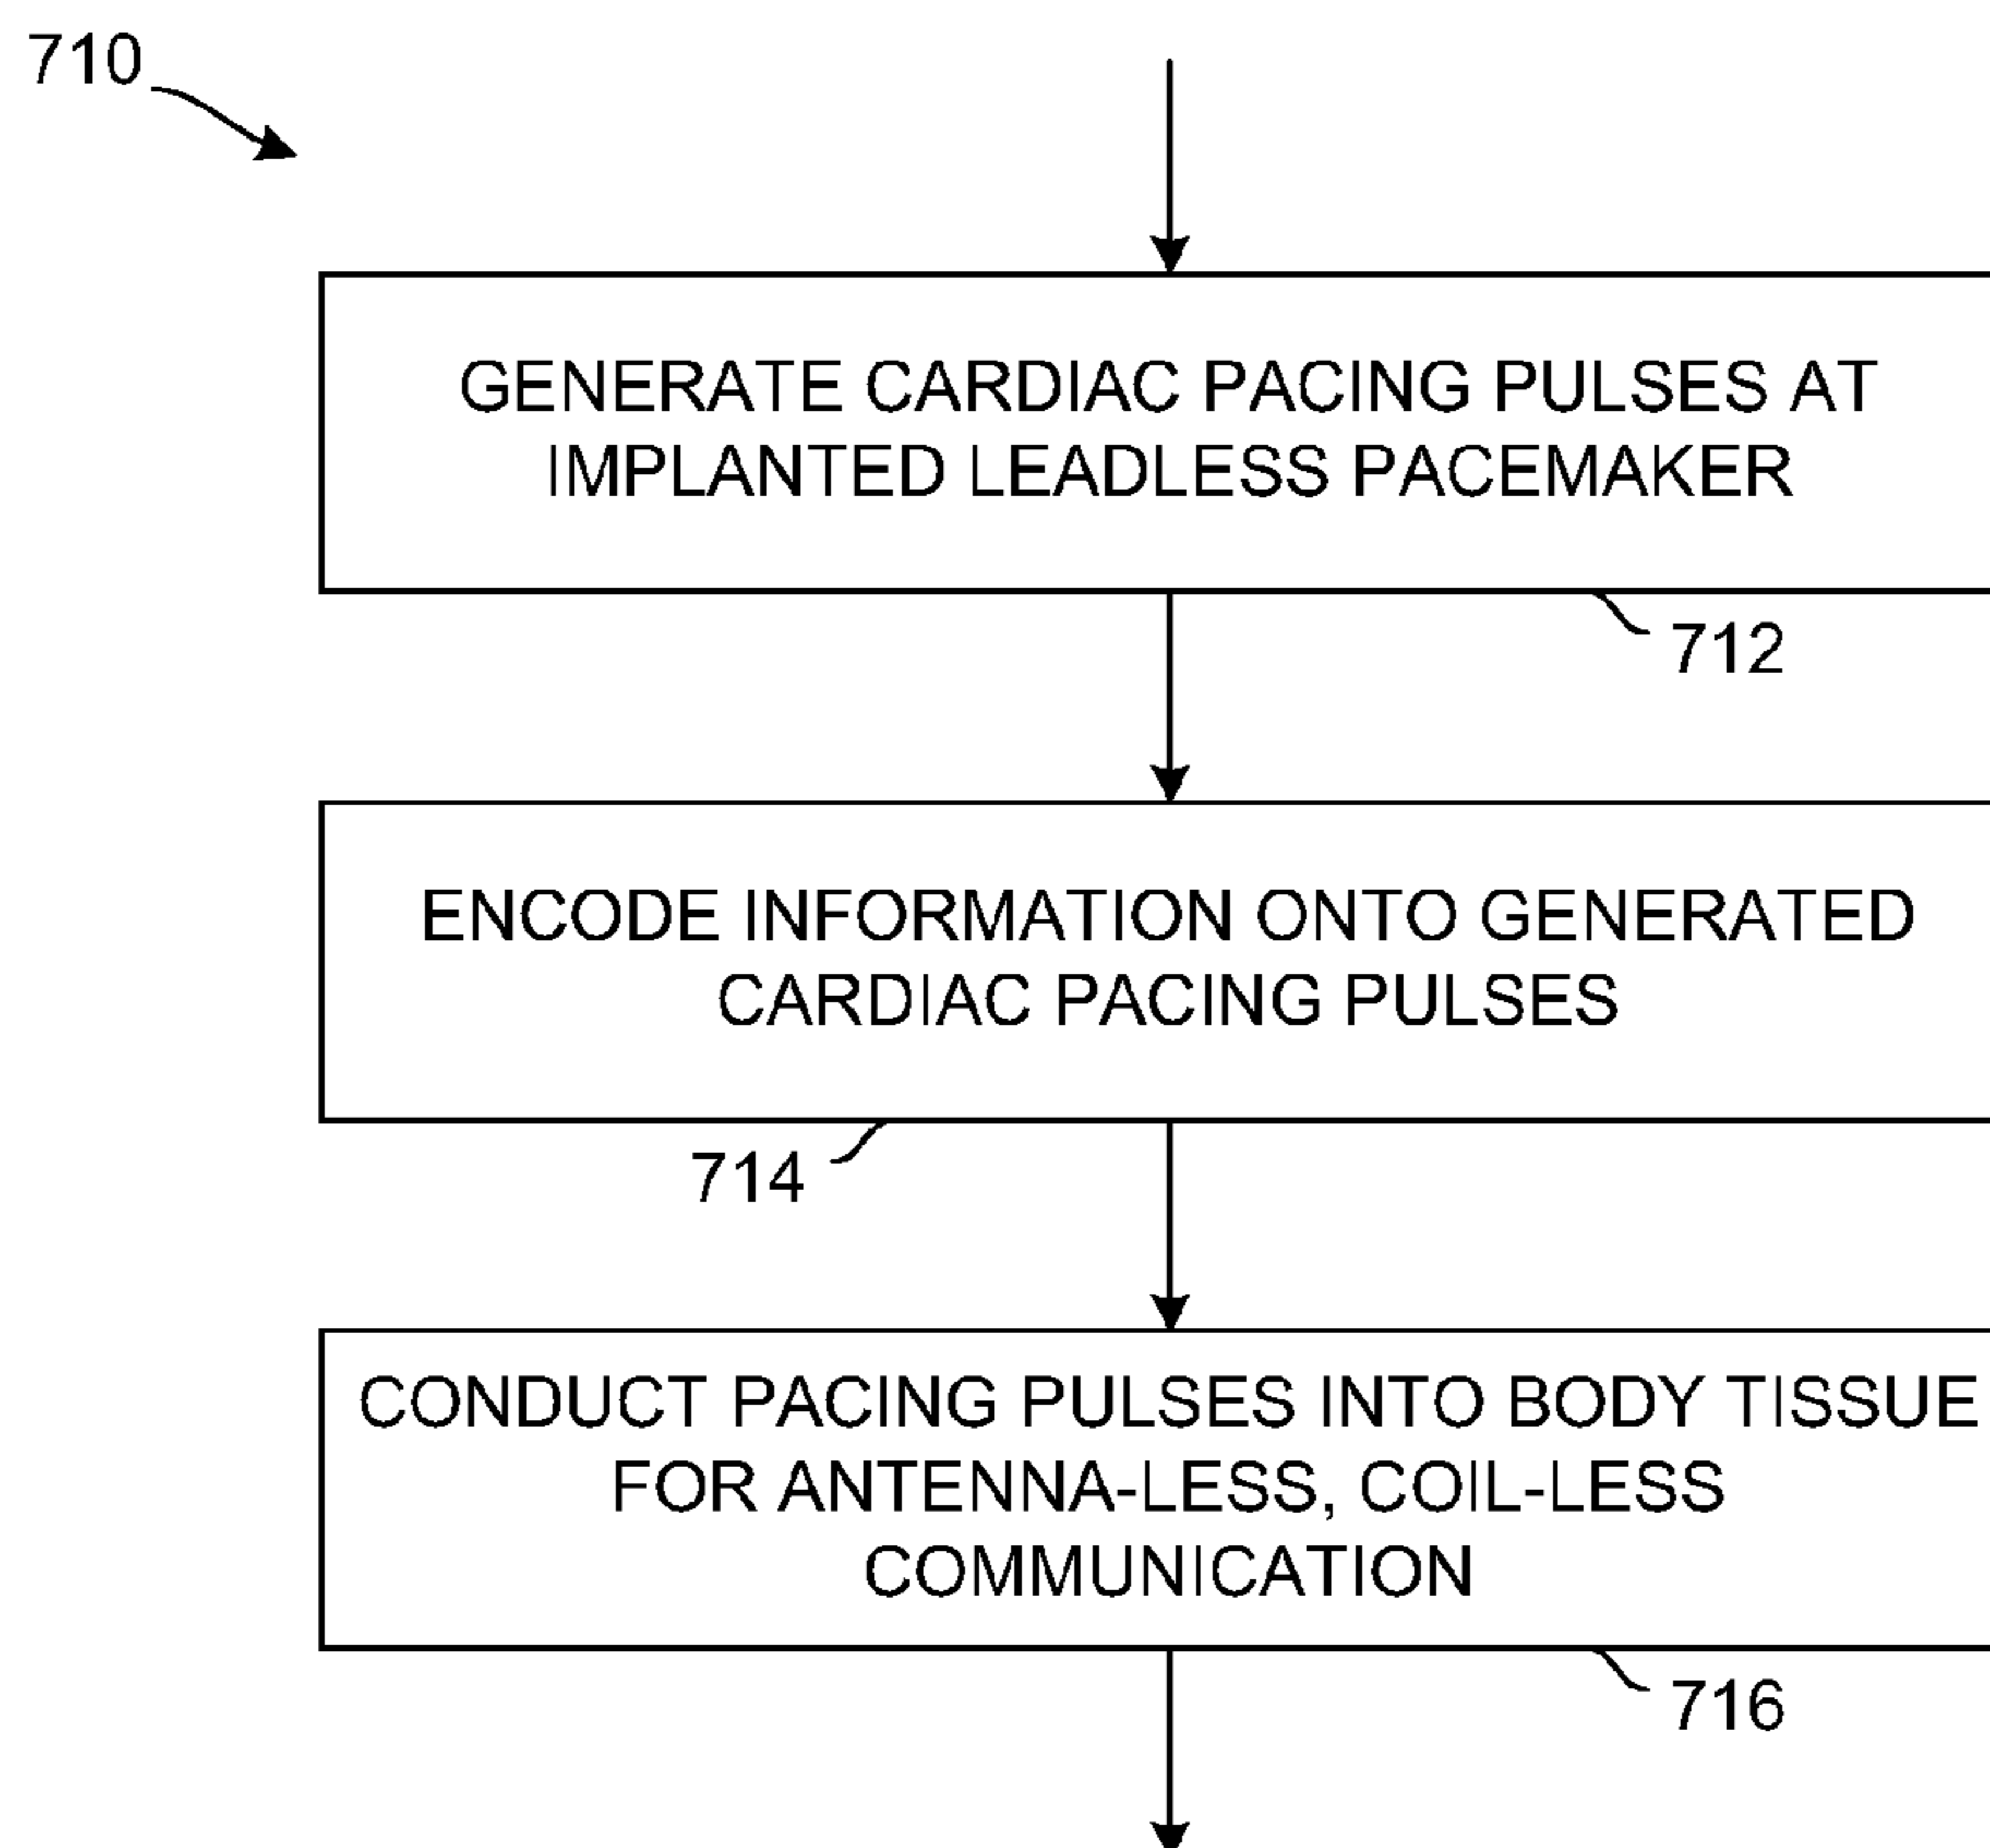 710
GENERATE CARDIAC PACING PULSES AT
IMPLANTED LEADLESS PACEMAKER
712
ENCODE INFORMATION ONTO GENERATED
CARDIAC PACING PULSES
714
CONDUCT PACING PULSES INTO BODY TISSUE
FOR ANTENNA-LESS, COIL-LESS
COMMUNICATION
716